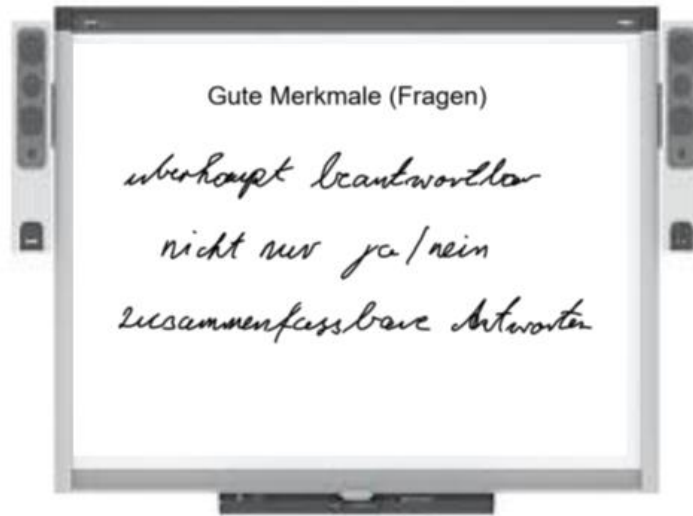 Gute Merkmale (Fragen)
überhaupt beantwortbar
nicht nur ja/nein
zusammenfassbare Antworten